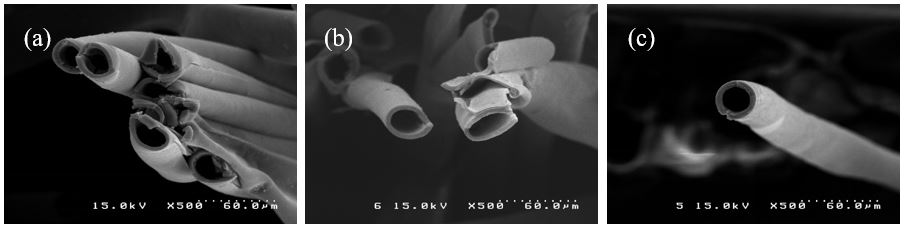 (a)
(b)
(c)
15.0kV X500 60.0μm
6 15.0kV X500 60.0μm
5 15.0kV X500 60.0μm